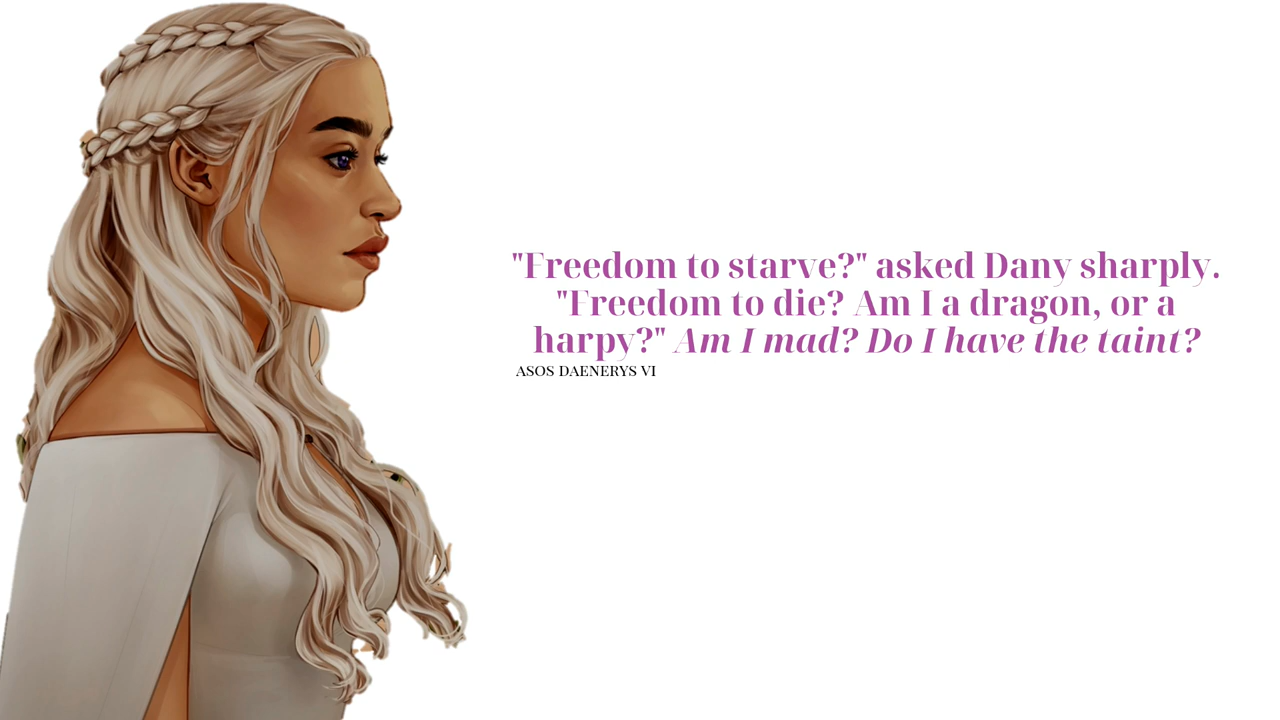 "Freedom to starve?" asked Dany sharply.
"Freedom to die? Am I a dragon, or a
harpy?" Am I mad? Do I have the taint?
ASOS DAENERYS VI